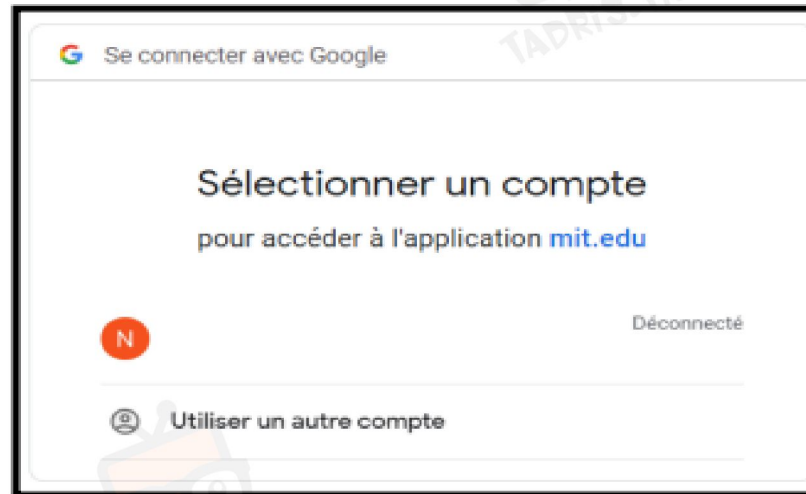 Se connecter avec Google
Sélectionner un compte
pour accéder à l'application mit.edu
N
Déconnecté
Utiliser un autre compte